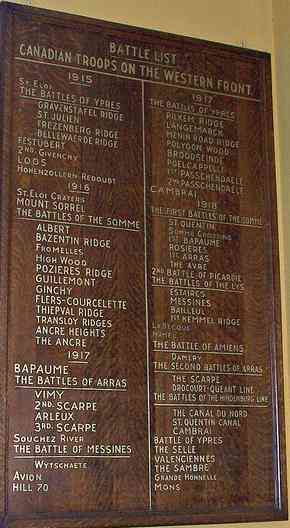 BATTLE LIST
CANADIAN TROOPS ON THE WESTERN FRONT
1915
ST. ELOI
THE BATTLES OF YPRES
GRAVENSTAFEL RIDGE
ST. JULIEN
FREZENBERG RIDGE
BELLEWAERDE RIDGE
FESTUBERT
2ND. GIVENCHY
LOOS
HOHENZOLLERN REDOUBT
1916
ST. ELOI CRATERS
MOUNT SORREL
THE BATTLES OF THE SOMME
ALBERT
BAZENTIN RIDGE
FROMELLES
HIGH WOOD
POZIERES RIDGE
GUILLEMONT
GINCHY
FLERS-COURCELETTE
THIEPVAL RIDGE
TRANSLOY RIDGES
ANCRE HEIGHTS
THE ANCRE
1917
BAPAUME
THE BATTLES OF ARRAS
VIMY
2ND. SCARPE
ARLEUX
3RD. SCARPE
SOUCHEZ RIVER
THE BATTLE OF MESSINES
WYTSCHAETE
AVION
HILL 70
1917
THE BATTLES OF YPRES
PILKEM RIDGE
LANGEMARCK
MENIN ROAD RIDGE
POLYGON WOOD
BROODSEINDE
POELCAPPELLE
1ST PASSCHENDAELE
2ND PASSCHENDAELE
CAMBRAI
1918
THE FIRST BATTLES OF THE SOMME
ST. QUENTIN
SOMME CROSSING
1ST BAPAUME
ROSIERES
1ST ARRAS
THE AVRE
2ND BATTLE OF PICARDIE
THE BATTLES OF THE LYS
ESTAIRES
MESSINES
BAILLEUL
1ST KEMMEL RIDGE
HAMEL
THE BATTLE OF AMIENS
DAMERY
THE SECOND BATTLES OF ARRAS
THE SCARPE
DROCOURT-QUEANT LINE
THE BATTLES OF THE HINDENBURG LINE
THE CANAL DU NORD
ST. QUENTIN CANAL
CAMBRAI
BATTLE OF YPRES
THE SELLE
VALENCIENNES
THE SAMBRE
GRANDE HONNELLE
MONS